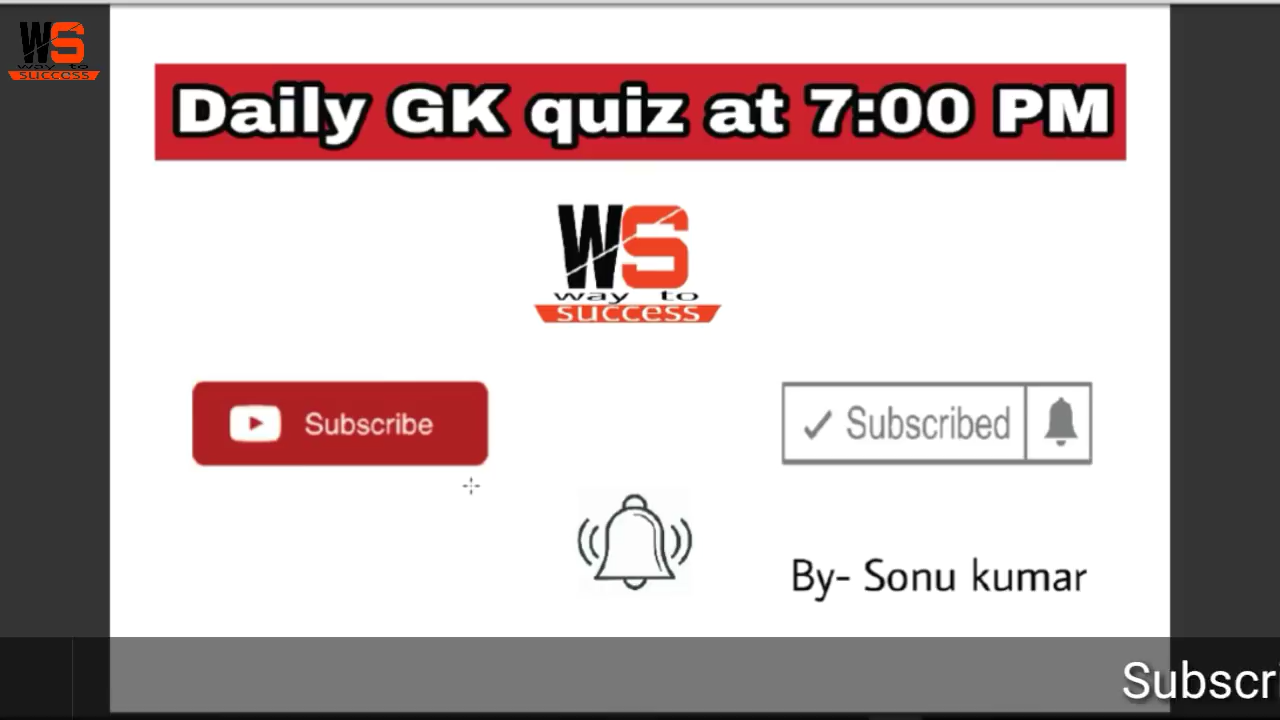 WS
way to
success
Daily GK quiz at 7:00 PM
WS
way to
success
Subscribe
Subscribed
By- Sonu kumar
Subscri